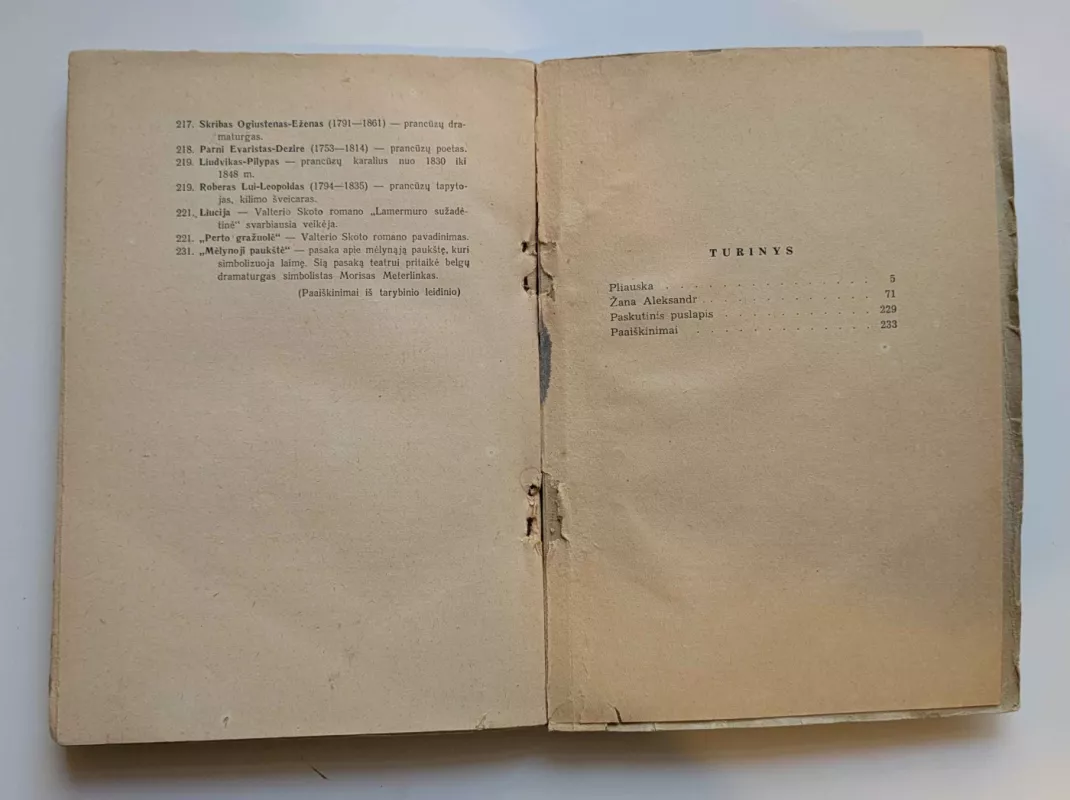 217. Skribas Ogiustenas-Eženas (1791—1861) — prancūzų dra-
maturgas.
218. Parni Evaristas-Dezire (1753—1814) — prancūzų poetas.
219. Liudvikas-Pilypas — prancūzų karalius nuo 1830 iki
1848 m.
219. Roberas Lui-Leopoldas (1794—1835) — prancūzų tapyto-
jas, kilimo šveicaras.
221. Liucija — Valterio Skoto romano „Lamermuro sužadė-
tinė“ svarbiausia veikėja.
221. „Perto gražuolė“ — Valterio Skoto romano pavadinimas.
231. „Mėlynoji paukštė“ — pasaka apie mėlynąją paukštę, kuri
simbolizuoja laimę. Šią pasaką teatrui pritaikė belgų
dramaturgas simbolistas Morisas Meterlinkas.
(Paaiškinimai iš tarybinio leidinio)
TURINYS
Pliauska . . . . . . . . . . . 5
Žana Aleksandr . . . . . . . . . 71
Paskutinis puslapis . . . . . . . . 229
Paaiškinimai . . . . . . . . . . 233